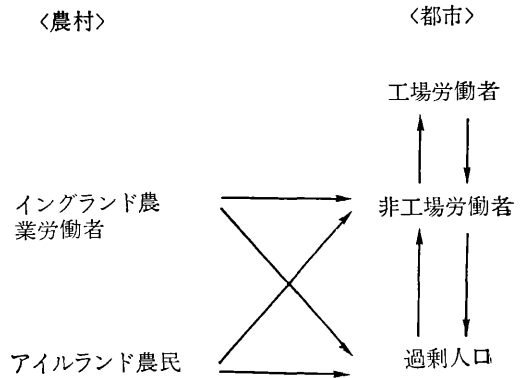 〈農村〉
〈都市〉
工場労働者
イングランド農
業労働者
非工場労働者
アイルランド農民
過剰人口